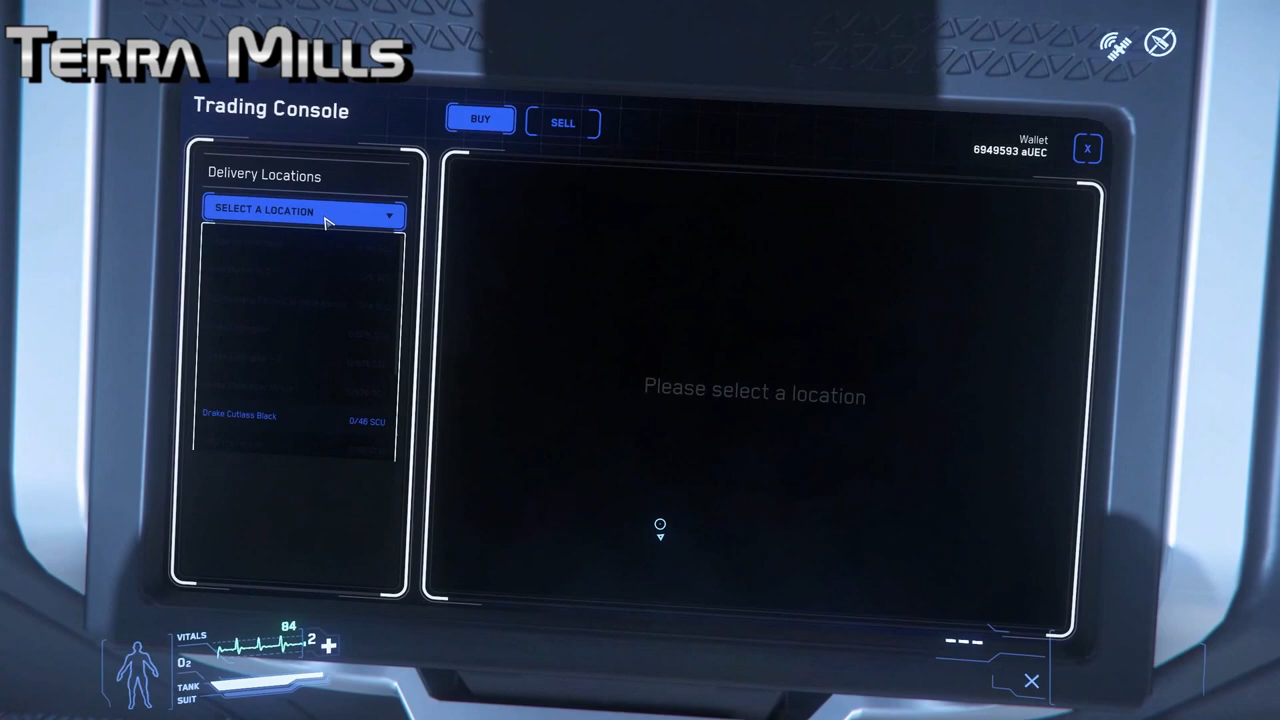 TERRA MILLS
Trading Console
BUY
SELL
Wallet
6949593 aUEC
X
Delivery Locations
SELECT A LOCATION
Drake Cutlass Black
0/46 SCU
Please select a location
84
VITALS
2
O2
TANK
SUIT